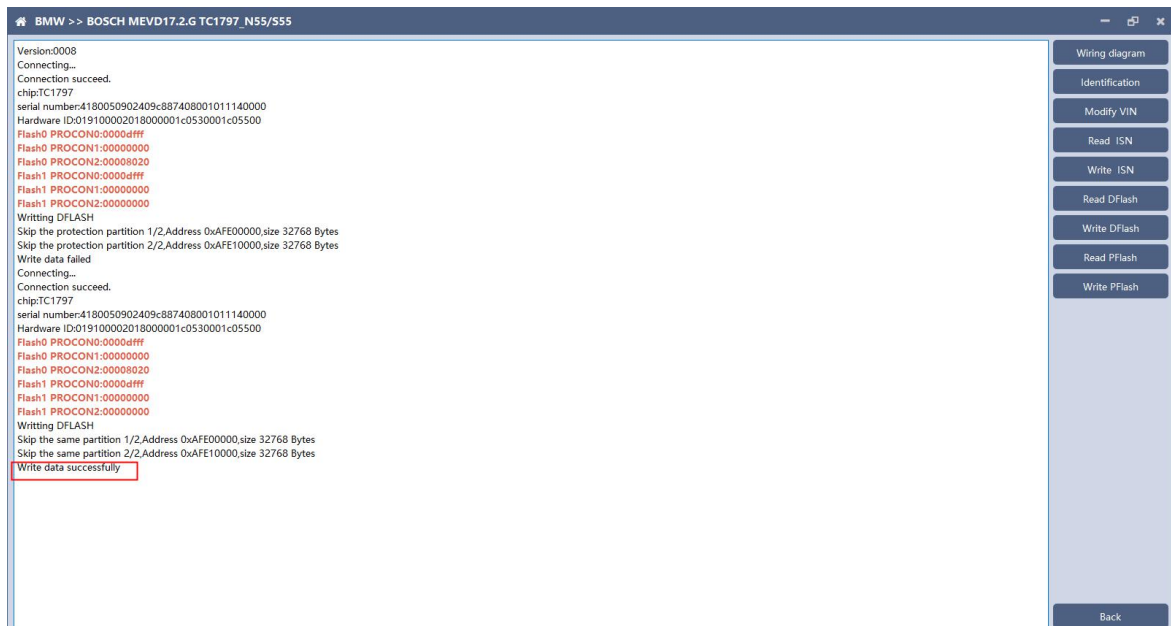 BMW >> BOSCH MEVD17.2.G TC1797_N55/S55
Version:0008
Connecting...
Connection succeed.
chip:TC1797
serial number:4180050902409c887408001011140000
Hardware ID:019100002018000001c0530001c05500
Flash0 PROCON0:0000dfff
Flash0 PROCON1:00000000
Flash0 PROCON2:00008020
Flash1 PROCON0:0000dfff
Flash1 PROCON1:00000000
Flash1 PROCON2:00000000
Writting DFLASH
Skip the protection partition 1/2,Address 0xAFE00000,size 32768 Bytes
Skip the protection partition 2/2,Address 0xAFE10000,size 32768 Bytes
Write data failed
Connecting...
Connection succeed.
chip:TC1797
serial number:4180050902409c887408001011140000
Hardware ID:019100002018000001c0530001c05500
Flash0 PROCON0:0000dfff
Flash0 PROCON1:00000000
Flash0 PROCON2:00008020
Flash1 PROCON0:0000dfff
Flash1 PROCON1:00000000
Flash1 PROCON2:00000000
Writting DFLASH
Skip the same partition 1/2,Address 0xAFE00000,size 32768 Bytes
Skip the same partition 2/2,Address 0xAFE10000,size 32768 Bytes
Write data successfully
Wiring diagram
Identification
Modify VIN
Read ISN
Write ISN
Read DFlash
Write DFlash
Read PFlash
Write PFlash
Back